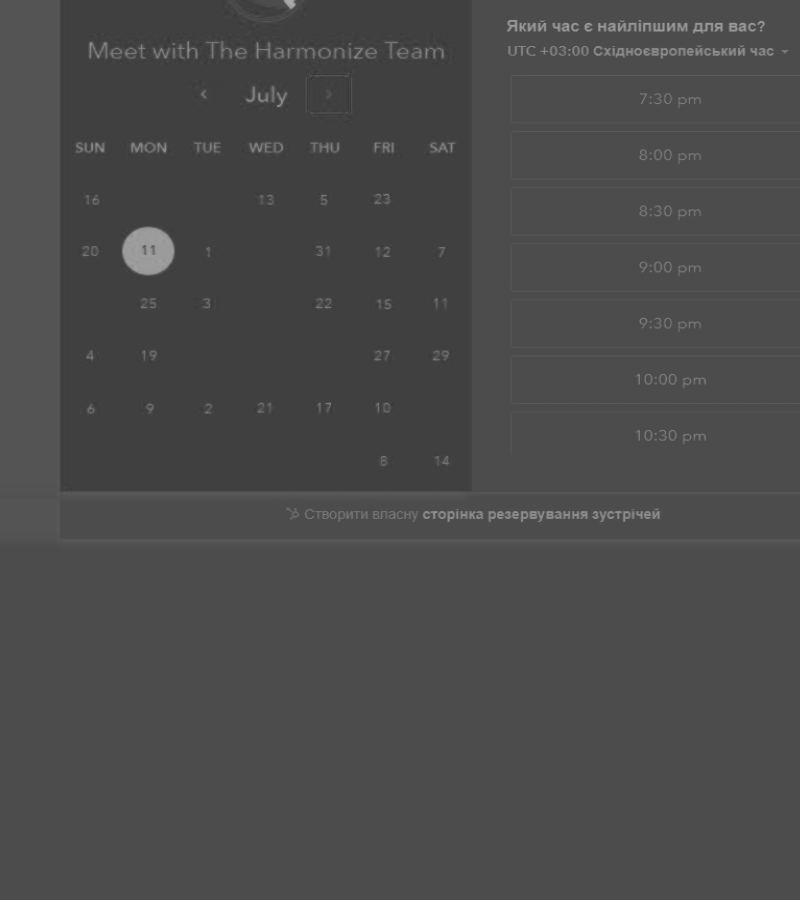 Meet with The Harmonize Team
July
SUN MON TUE WED THU FRI SAT
16 13 5 23
20 11 1 31 12 7
25 3 22 15 11
4 19 27 29
6 9 2 21 17 10
8 14
Який час є найліпшим для вас?
UTC +03:00 Східноєвропейський час
7:30 pm
8:00 pm
8:30 pm
9:00 pm
9:30 pm
10:00 pm
10:30 pm
Створити власну сторінка резервування зустрічей